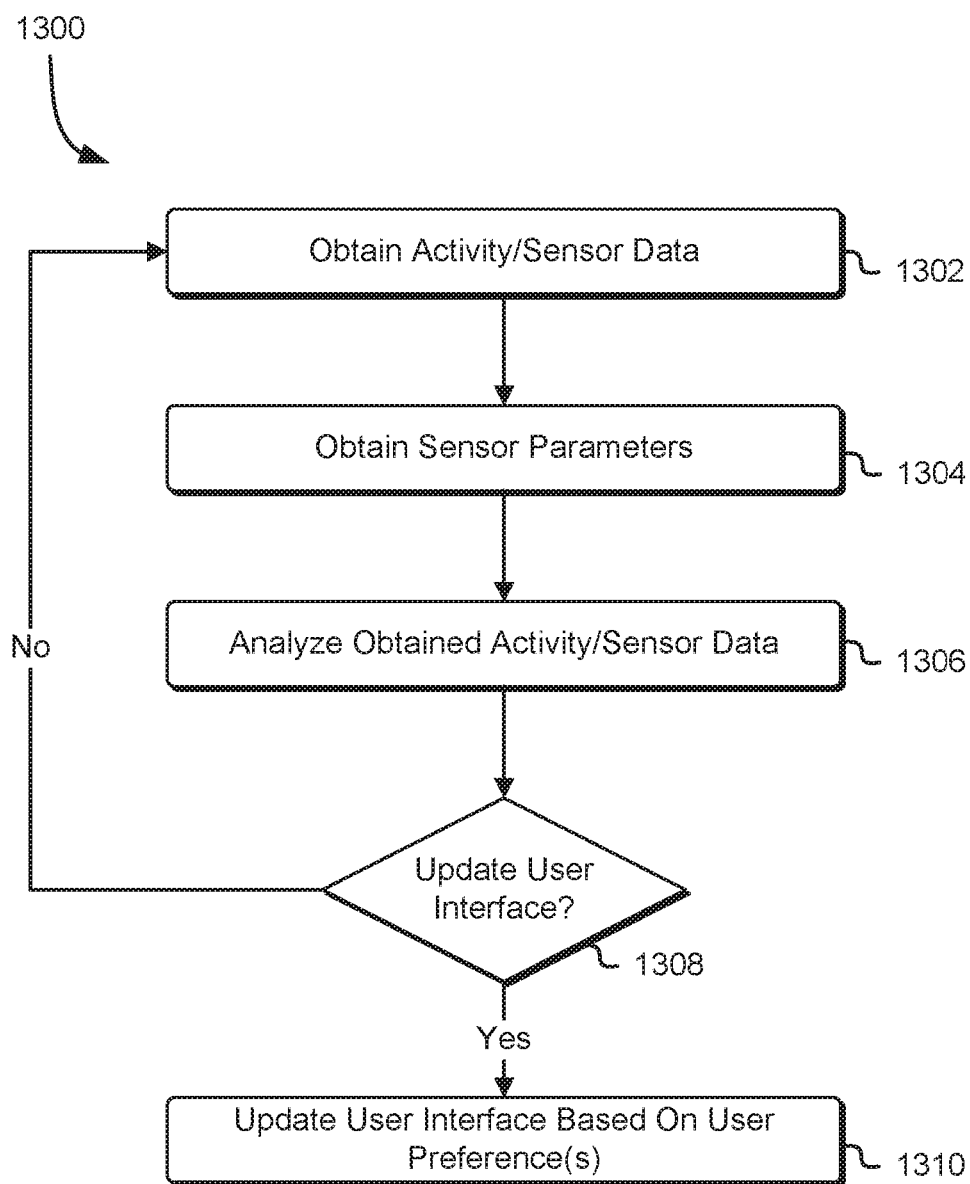 1300
Obtain Activity/Sensor Data
1302
Obtain Sensor Parameters
1304
Analyze Obtained Activity/Sensor Data
1306
No
Update User
Interface?
1308
Yes
Update User Interface Based On User
Preference(s)
1310